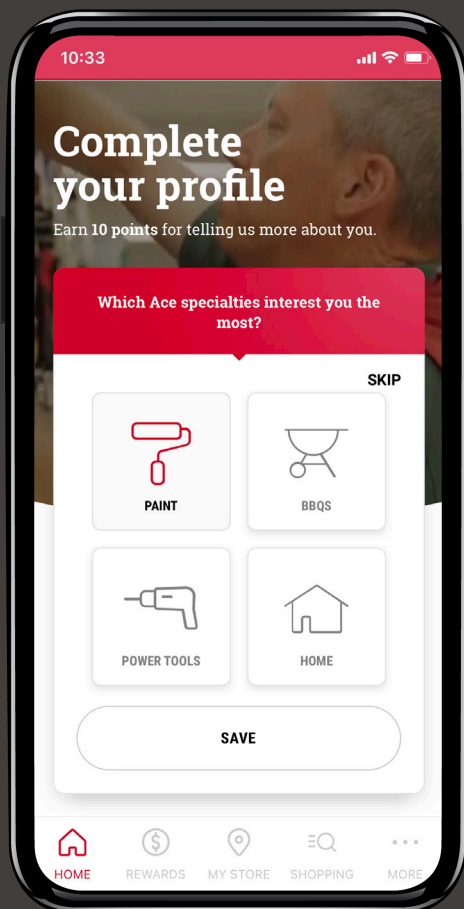 10:33
Complete
your profile
Earn 10 points for telling us more about you.
Which Ace specialties interest you the
most?
SKIP
PAINT
BBQS
POWER TOOLS
HOME
SAVE
HOME
REWARDS
MY STORE
SHOPPING
MORE